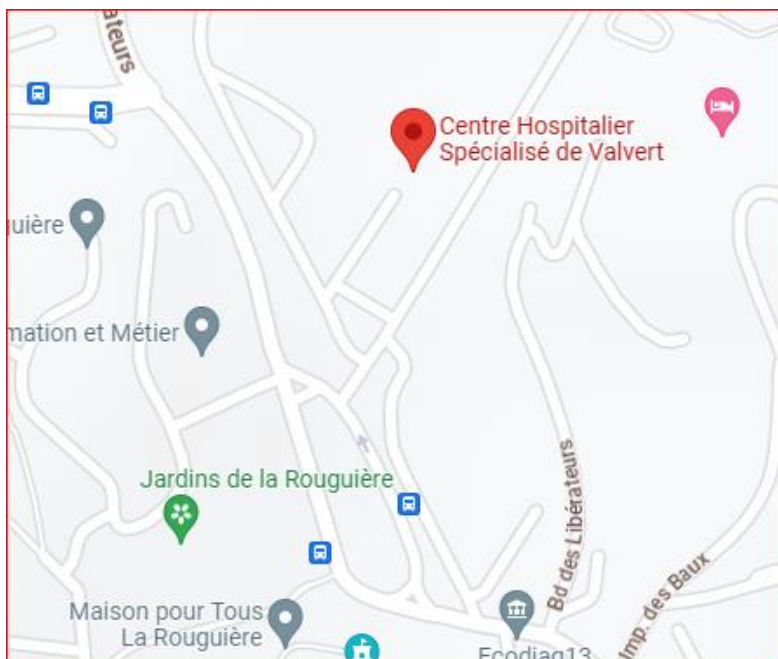 ateurs
Centre Hospitalier
Spécialisé de Valvert
uière
mation et Métier
Jardins de la Rouguière
Bd des Libérateurs
Imp. des Baux
Maison pour Tous
La Rouguière
Ecodiag13